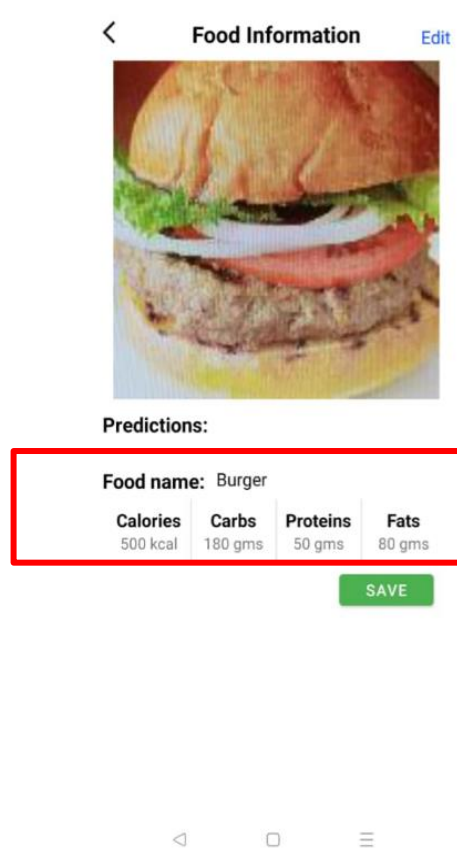 Food Information Edit
Predictions:
Food name: Burger
Calories Carbs Proteins Fats
500 kcal 180 gms 50 gms 80 gms
SAVE